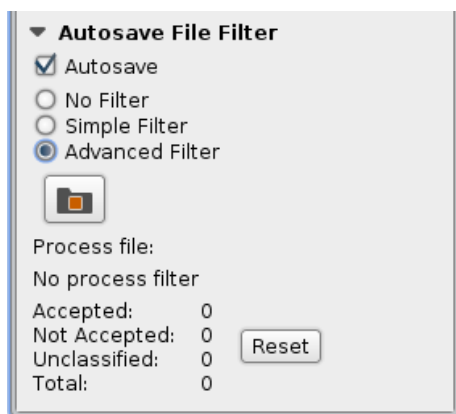 Autosave File Filter
Autosave
No Filter
Simple Filter
Advanced Filter
Process file:
No process filter
Accepted: 0
Not Accepted: 0
Unclassified: 0
Reset
Total: 0